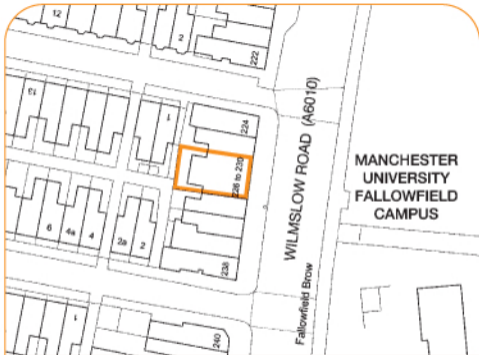 12
2
222
1
224
226 to 230
WILMSLOW ROAD (A6010)
MANCHESTER
UNIVERSITY
FALLOWFIELD
CAMPUS
6
4a
4
2a
2
238
Fallowfield Brow
1
240